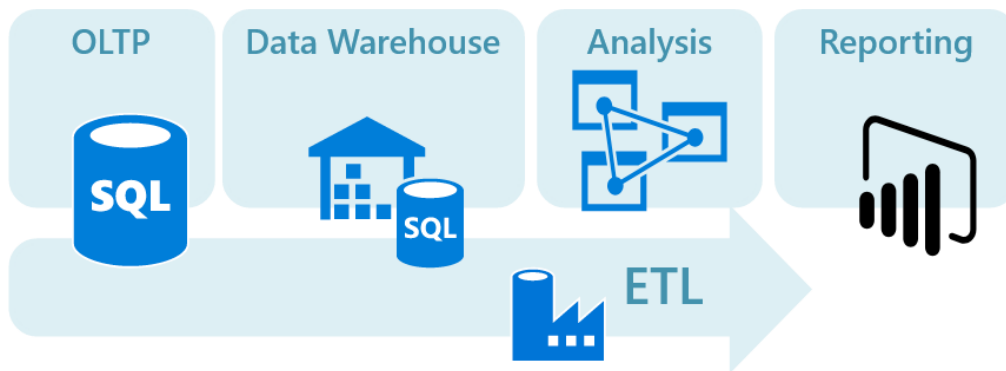 OLTP
Data Warehouse
Analysis
Reporting
SQL
SQL
ETL